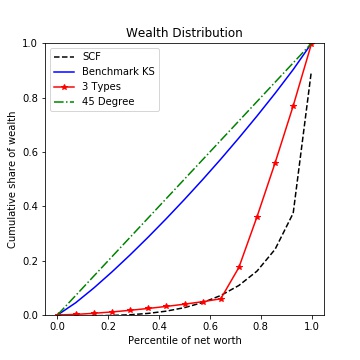 Wealth Distribution
SCF
Benchmark KS
3 Types
45 Degree
1.0
0.8
0.6
0.4
0.2
0.0
Cumulative share of wealth
0.0 0.2 0.4 0.6 0.8 1.0
Percentile of net worth